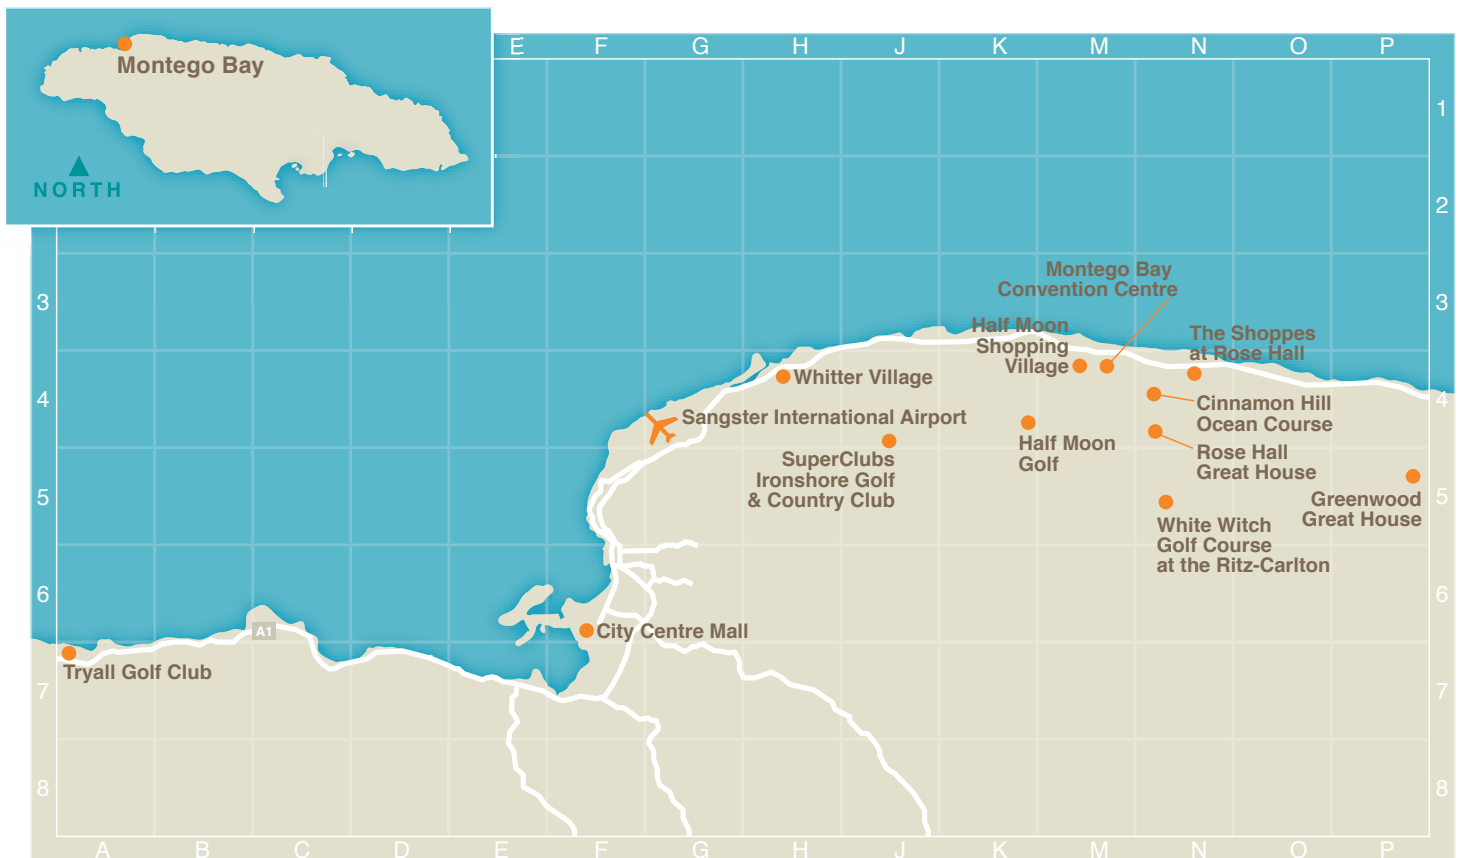 Montego Bay
NORTH
E F G H J K M N O P
1
2
3
3
4
4
5
5
6
6
7
7
8
8
Montego Bay
Convention Centre
Half Moon
Shopping
Village
The Shoppes
at Rose Hall
Whitter Village
Cinnamon Hill
Ocean Course
Sangster International Airport
Half Moon
Golf
Rose Hall
Great House
SuperClubs
Ironshore Golf
& Country Club
Greenwood
Great House
White Witch
Golf Course
at the Ritz-Carlton
A1
City Centre Mall
Tryall Golf Club
A B C D E F G H J K M N O P